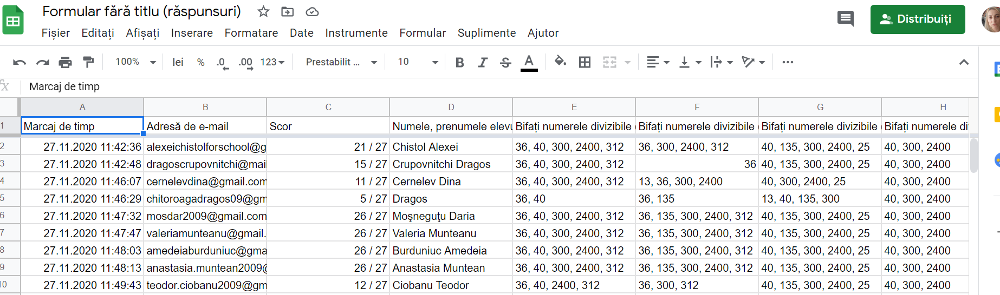 Formular fără titlu (răspunsuri)
Distribuiți
Fișier Editați Afișați Inserare Formatare Date Instrumente Formular Suplimente Ajutor
100% lei % .0 .00 123 Prestabilit ... 10 B I S A
fx Marcaj de timp
A B C D E F G H
1 Marcaj de timp Adresă de e-mail Scor Numele, prenumele elevu Bifați numerele divizibile Bifați numerele divizibile Bifați numerele divizibile Bifați numerele di
2 27.11.2020 11:42:36 alexeichistolforschool@g 21 / 27 Chistol Alexei 36, 40, 300, 2400, 312 36, 300, 2400, 312 40, 135, 300, 2400, 25 40, 300, 2400
3 27.11.2020 11:42:48 dragoscrupovnitchi@mail 15 / 27 Crupovnitchi Dragos 36, 40, 300, 2400, 312 36 40, 135, 300, 2400, 25 40, 300, 2400
4 27.11.2020 11:46:07 cernelevdina@gmail.com 11 / 27 Cernelev Dina 36, 40, 300, 2400, 312 13, 36, 300, 2400 40, 300, 2400, 25 40, 300, 2400
5 27.11.2020 11:46:29 chitoroagadragos09@gm 5 / 27 Dragos 36, 40 36, 135 13, 40, 135, 300 40, 300, 2400
6 27.11.2020 11:47:32 mosdar2009@gmail.com 26 / 27 Moşneguţu Daria 36, 40, 300, 2400, 312 36, 135, 300, 2400, 312 40, 135, 300, 2400, 25 40, 300, 2400
7 27.11.2020 11:47:47 valeriamunteanu@gmail. 26 / 27 Valeria Munteanu 36, 40, 300, 2400, 312 36, 135, 300, 2400, 312 40, 135, 300, 2400, 25 40, 300, 2400
8 27.11.2020 11:48:03 amedeiaburduniuc@gma 26 / 27 Burduniuc Amedeia 36, 40, 300, 2400, 312 36, 135, 300, 2400, 312 40, 135, 300, 2400, 25 40, 300, 2400
9 27.11.2020 11:48:13 anastasia.muntean2009@ 26 / 27 Anastasia Muntean 36, 40, 300, 2400, 312 36, 135, 300, 2400, 312 40, 135, 300, 2400, 25 40, 300, 2400
10 27.11.2020 11:49:43 teodor.ciobanu2009@gm 12 / 27 Ciobanu Teodor 36, 40, 2400, 312 36, 300, 312 40, 135, 300, 2400, 25 40, 300, 2400